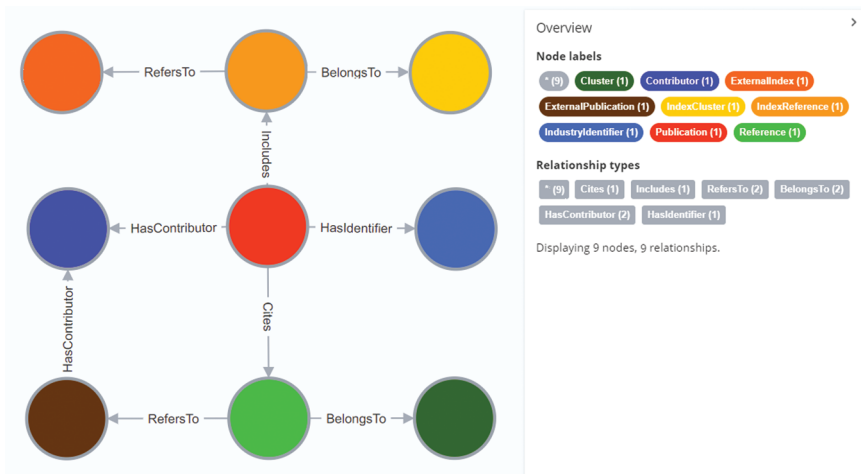 RefersTo
BelongsTo
Includes
HasContributor
HasIdentifier
HasContributor
Cites
RefersTo
BelongsTo
Overview
Node labels
* (9) Cluster (1) Contributor (1) ExternalIndex (1)
ExternalPublication (1) IndexCluster (1) IndexReference (1)
IndustryIdentifier (1) Publication (1) Reference (1)
Relationship types
* (9) Cites (1) Includes (1) RefersTo (2) BelongsTo (2)
HasContributor (2) HasIdentifier (1)
Displaying 9 nodes, 9 relationships.